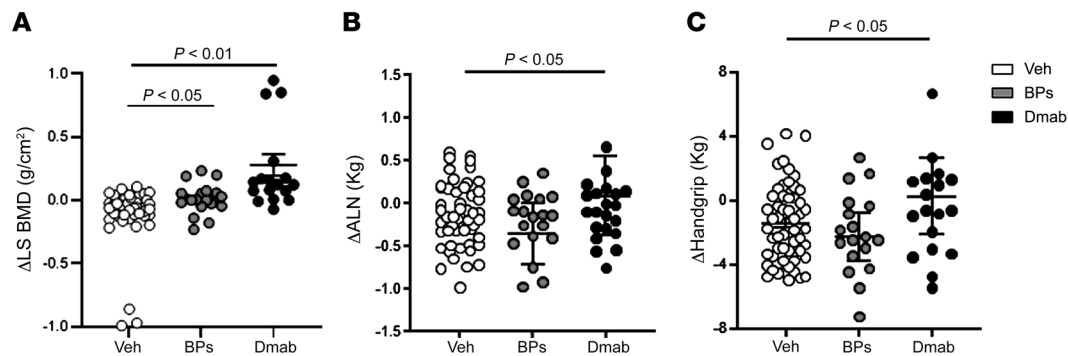 A
B
C
P < 0.01
P < 0.05
P < 0.05
P < 0.05
ΔLS BMD (g/cm²)
1.0
0.5
0.0
-0.5
-1.0
Veh
BPs
Dmab
ΔALN (Kg)
1.5
1.0
0.5
0.0
-0.5
-1.0
-1.5
Veh
BPs
Dmab
ΔHandgrip (Kg)
8
4
0
-4
-8
Veh
BPs
Dmab
Veh
BPs
Dmab